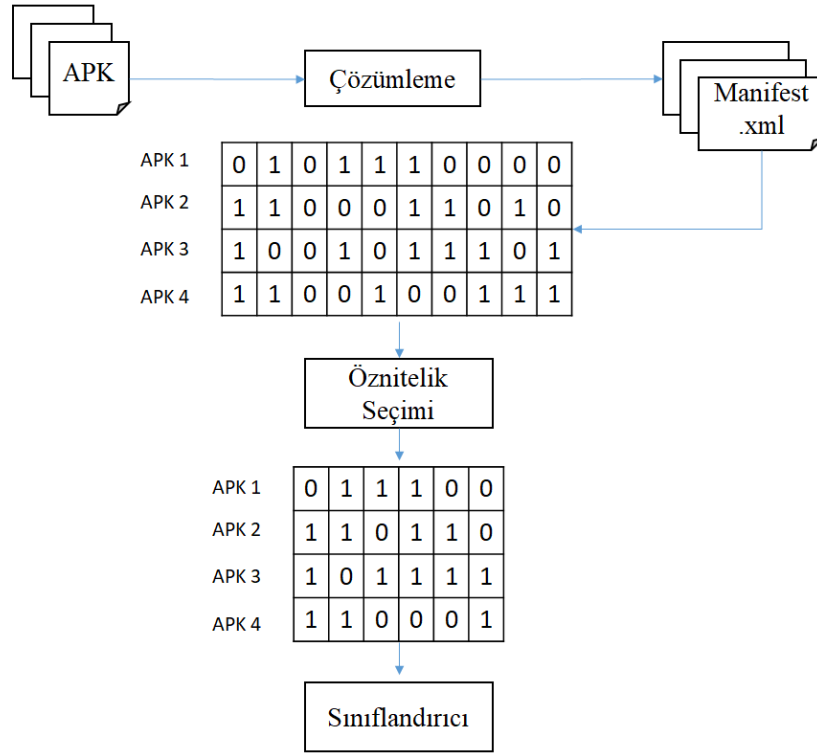 APK
Çözümleme
Manifest
.xml
APK 1 0 1 0 1 1 1 0 0 0 0
APK 2 1 1 0 0 0 1 1 0 1 0
APK 3 1 0 0 1 0 1 1 1 0 1
APK 4 1 1 0 0 1 0 0 1 1 1
Öznitelik
Seçimi
APK 1 0 1 1 1 0 0
APK 2 1 1 0 1 1 0
APK 3 1 0 1 1 1 1
APK 4 1 1 0 0 0 1
Sınıflandırıcı